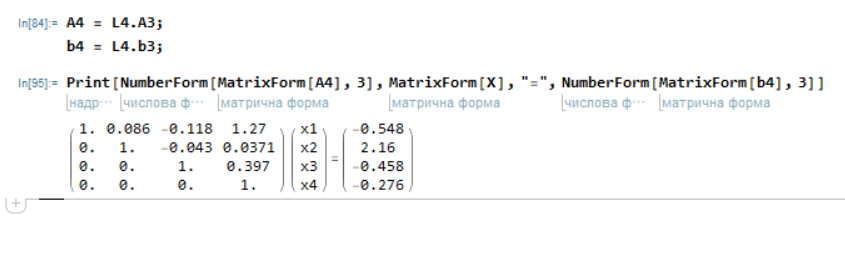 In[84]:= A4 = L4.A3;
b4 = L4.b3;
In[95]:= Print[NumberForm[MatrixForm[A4], 3], MatrixForm[X], "=", NumberForm[MatrixForm[b4], 3]]
надр⋯ числова ф⋯ матрична форма матрична форма числова ф⋯ матрична форма
1. 0.086 -0.118 1.27 x1 -0.548
0. 1. -0.043 0.0371 x2 2.16
0. 0. 1. 0.397 x3 = -0.458
0. 0. 0. 1. x4 -0.276